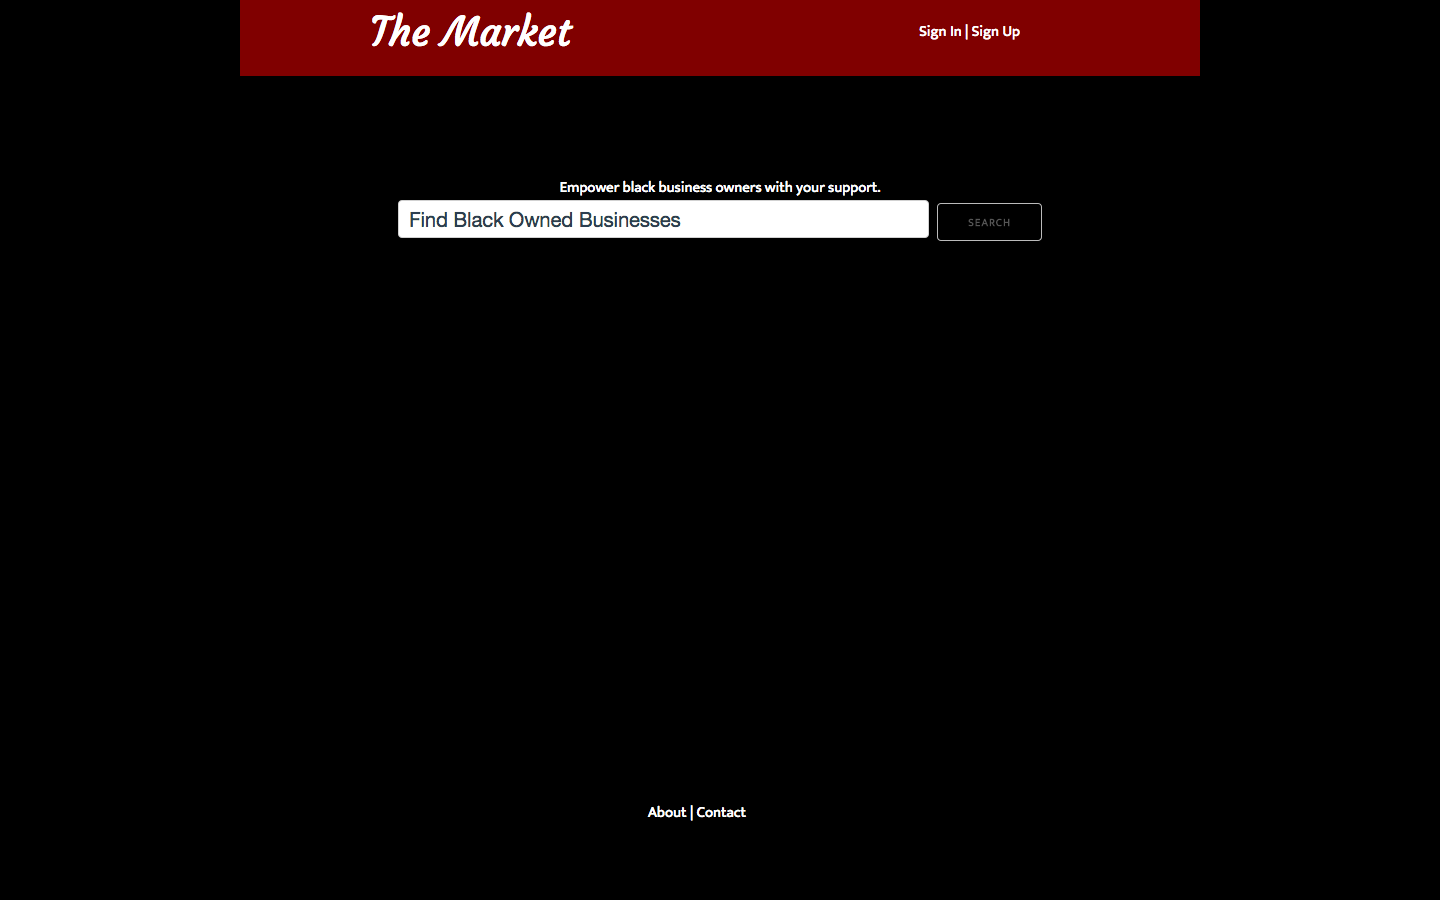 The Market
Sign In | Sign Up
Empower black business owners with your support.
Find Black Owned Businesses
SEARCH
About | Contact